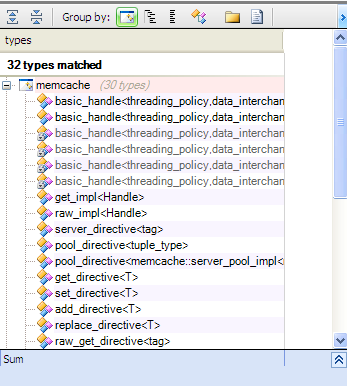 Group by:
types
32 types matched
memcache (30 types)
basic_handle<threading_policy,data_interchan
basic_handle<threading_policy,data_interchan
basic_handle<threading_policy,data_interchan
basic_handle<threading_policy,data_interchan
basic_handle<threading_policy,data_interchan
basic_handle<threading_policy,data_interchan
get_impl<Handle>
raw_impl<Handle>
server_directive<tag>
pool_directive<tuple_type>
pool_directive<memcache::server_pool_impl<
get_directive<T>
set_directive<T>
add_directive<T>
replace_directive<T>
raw_get_directive<tag>
Sum